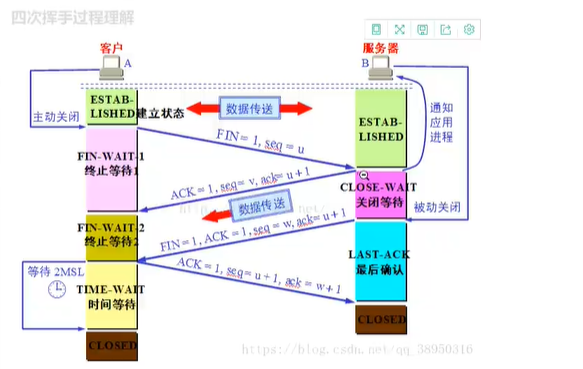 四次挥手过程理解
客户
A
服务器
B
ESTAB-
LISHED
建立状态
数据传送
ESTAB-
LISHED
通知
应用
进程
主动关闭
FIN = 1, seq = u
FIN-WAIT-1
终止等待1
ACK = 1, seq= v, ack= u + 1
CLOSE-WAIT
关闭等待
数据传送
被动关闭
FIN-WAIT-2
终止等待2
FIN = 1, ACK = 1, seq = w, ack= u + 1
LAST-ACK
最后确认
等待 2MSL
ACK = 1, seq= u + 1, ack = w + 1
TIME-WAIT
时间等待
CLOSED
CLOSED
https://blog.csdn.net/qq_38950316